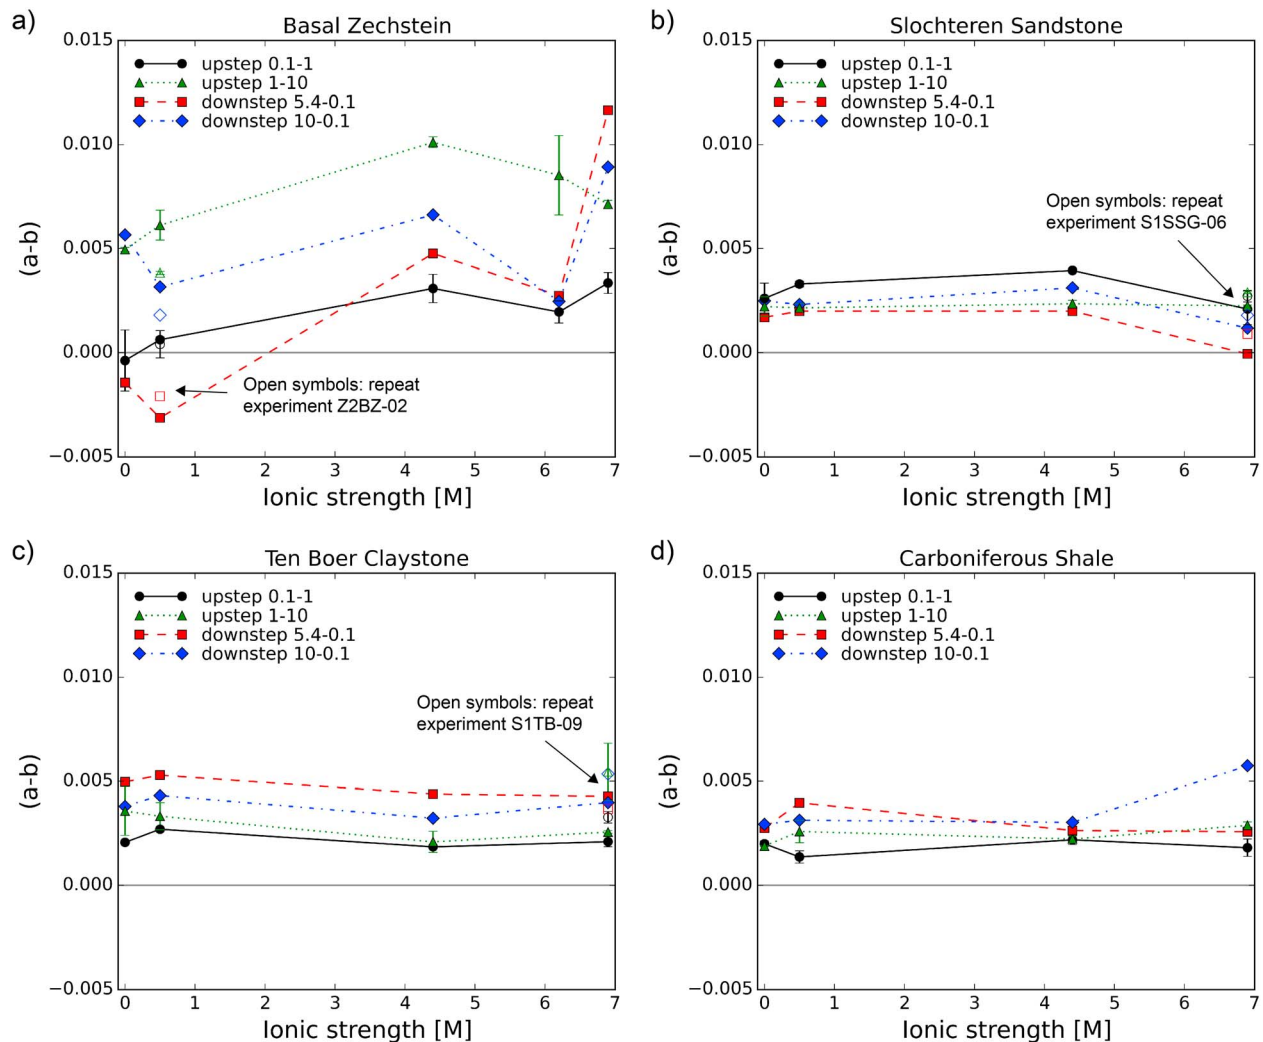 a)
Basal Zechstein
0.015
0.010
0.005
0.000
−0.005
(a-b)
upstep 0.1-1
upstep 1-10
downstep 5.4-0.1
downstep 10-0.1
Open symbols: repeat
experiment Z2BZ-02
0 1 2 3 4 5 6 7
Ionic strength [M]
b)
Slochteren Sandstone
0.015
0.010
0.005
0.000
−0.005
(a-b)
upstep 0.1-1
upstep 1-10
downstep 5.4-0.1
downstep 10-0.1
Open symbols: repeat
experiment S1SSG-06
0 1 2 3 4 5 6 7
Ionic strength [M]
c)
Ten Boer Claystone
0.015
0.010
0.005
0.000
−0.005
(a-b)
upstep 0.1-1
upstep 1-10
downstep 5.4-0.1
downstep 10-0.1
Open symbols: repeat
experiment S1TB-09
0 1 2 3 4 5 6 7
Ionic strength [M]
d)
Carboniferous Shale
0.015
0.010
0.005
0.000
−0.005
(a-b)
upstep 0.1-1
upstep 1-10
downstep 5.4-0.1
downstep 10-0.1
0 1 2 3 4 5 6 7
Ionic strength [M]